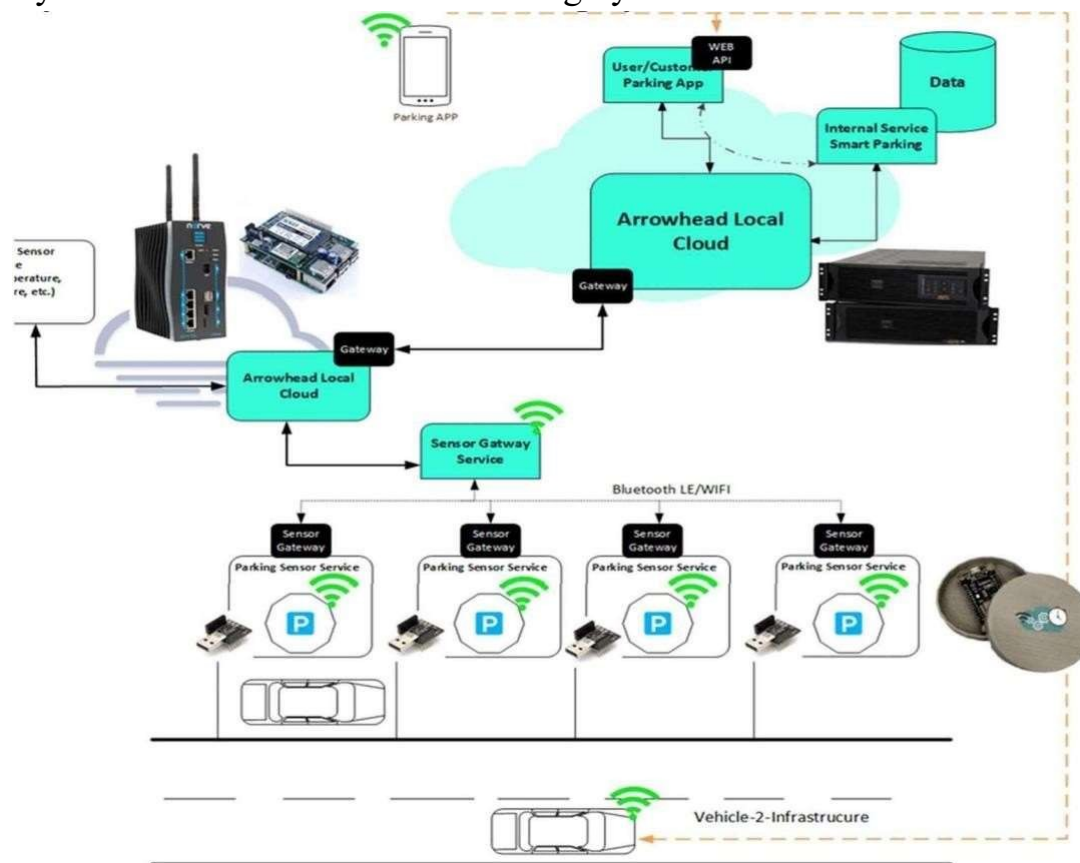 Parking APP
WEB
API
User/Customer
Parking App
Data
Internal Service
Smart Parking
Arrowhead Local
Cloud
Gateway
Sensor
etc.)
nerve
Gateway
Arrowhead Local
Cloud
Sensor Gatway
Service
Bluetooth LE/WIFI
Sensor
Gateway
Sensor
Gateway
Sensor
Gateway
Sensor
Gateway
Parking Sensor Service
Parking Sensor Service
Parking Sensor Service
Parking Sensor Service
P
P
P
P
Vehicle-2-Infrastrucure